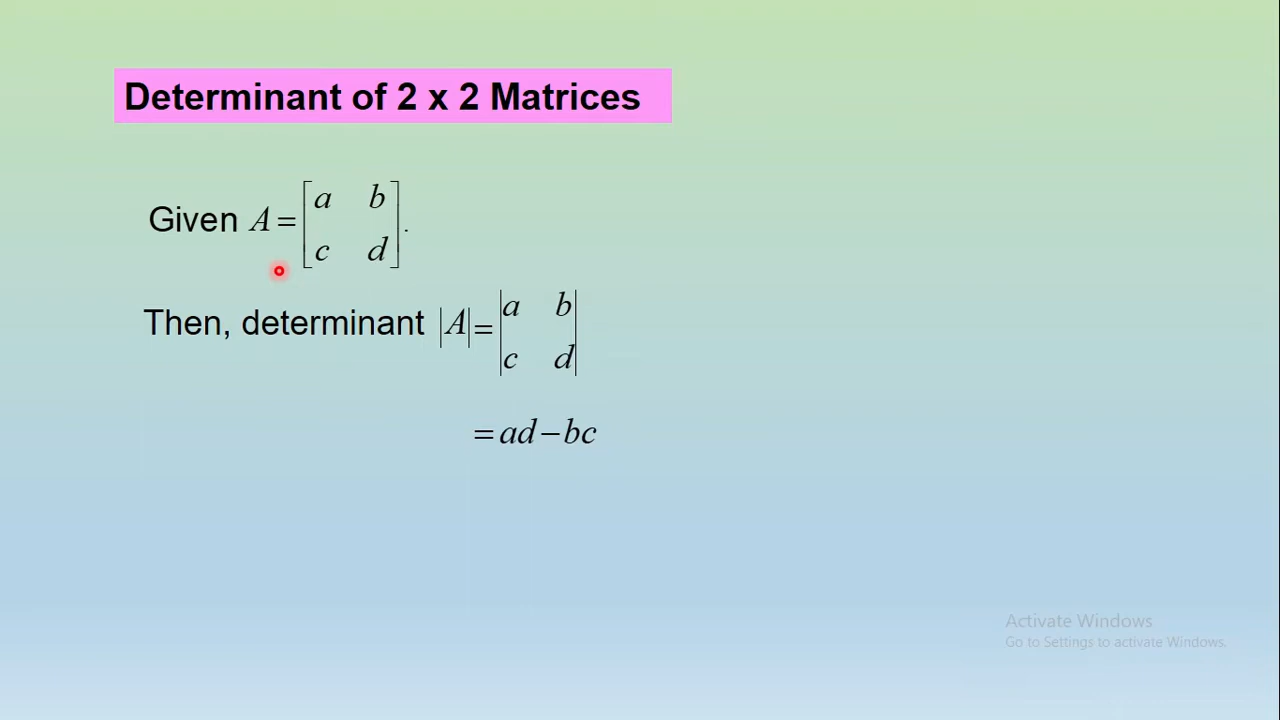 Determinant of 2 x 2 Matrices
Given A = [a b
c d].
Then, determinant |A| = |a b
c d|
= ad − bc
Activate Windows
Go to Settings to activate Windows.